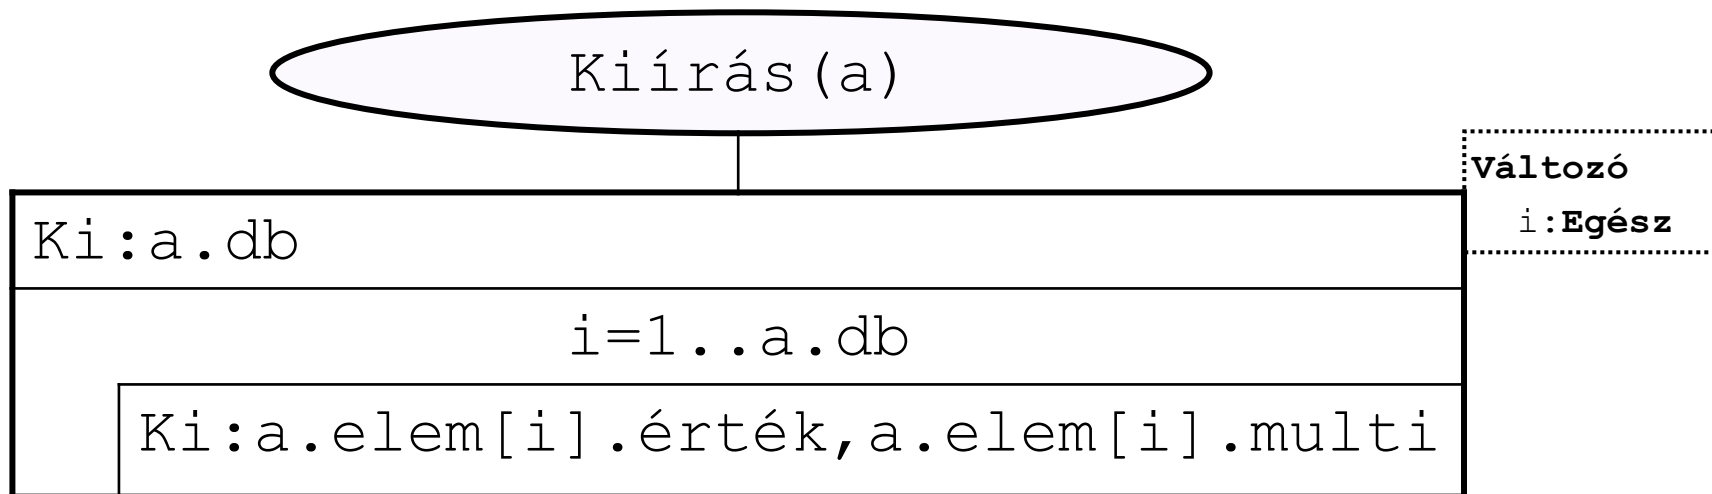 Kiírás(a)
Változó
i:Egész
Ki:a.db
i=1..a.db
Ki:a.elem[i].érték,a.elem[i].multi